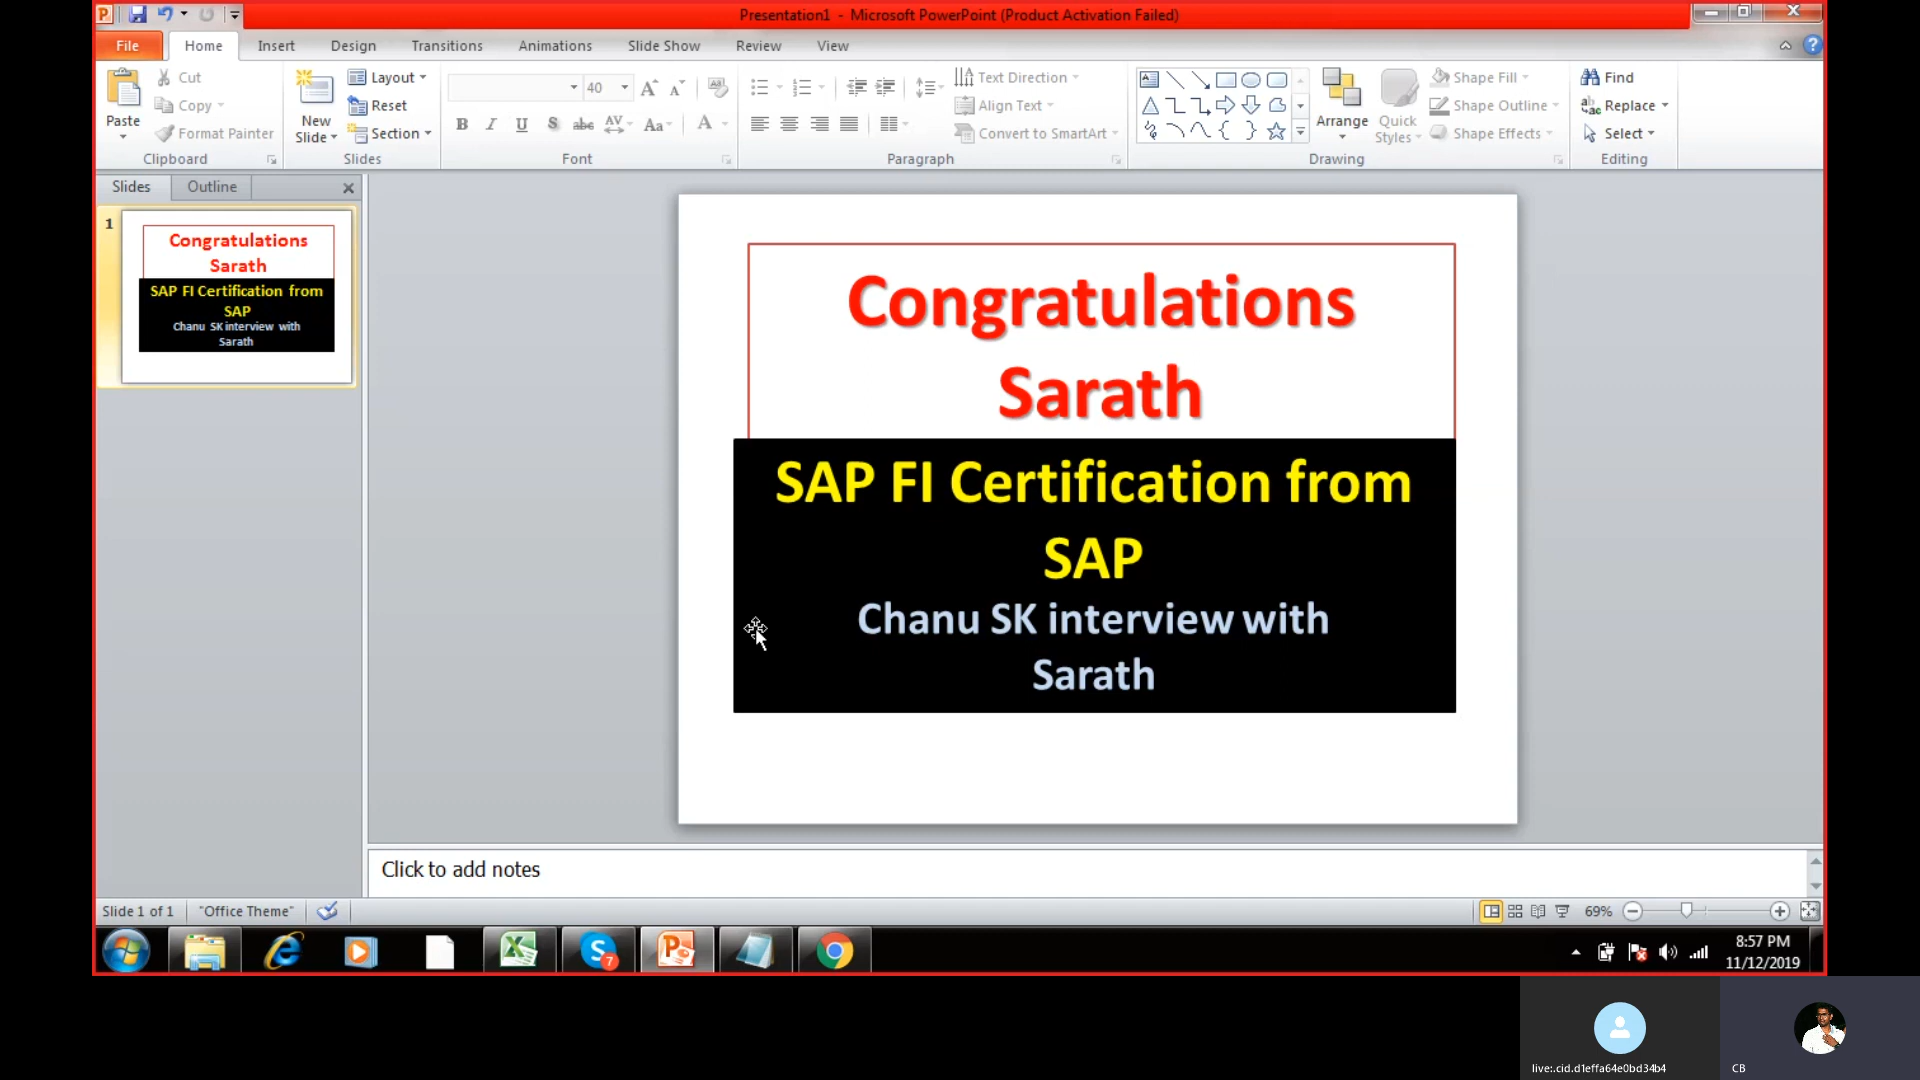 Presentation1 - Microsoft PowerPoint (Product Activation Failed)
File Home Insert Design Transitions Animations Slide Show Review View
Paste
Cut
Copy
Format Painter
Clipboard
New Slide
Layout
Reset
Section
Slides
40
B I U S abc AV Aa A
Font
Text Direction
Align Text
Convert to SmartArt
Paragraph
Arrange
Quick Styles
Shape Fill
Shape Outline
Shape Effects
Drawing
Find
Replace
Select
Editing
Slides Outline
1
Congratulations
Sarath
SAP FI Certification from
SAP
Chanu SK interview with
Sarath
Congratulations
Sarath
SAP FI Certification from
SAP
Chanu SK interview with
Sarath
Click to add notes
Slide 1 of 1 "Office Theme" 69%
7
8:57 PM
11/12/2019
live:.cid.d1effa64e0bd34b4 CB